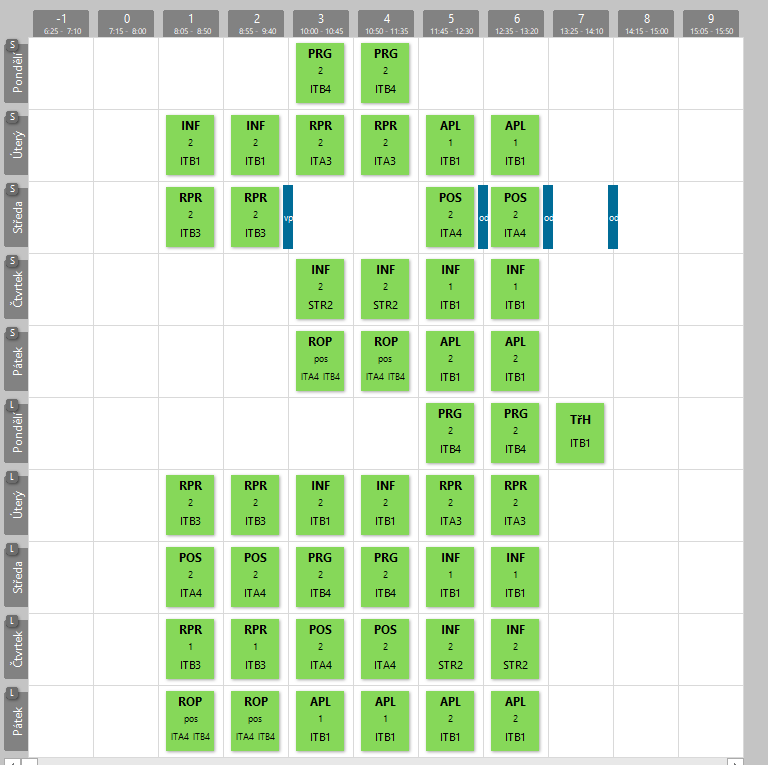 -1 0 1 2 3 4 5 6 7 8 9
6:25 - 7:10 7:15 - 8:00 8:05 - 8:50 8:55 - 9:40 10:00 - 10:45 10:50 - 11:35 11:45 - 12:30 12:35 - 13:20 13:25 - 14:10 14:15 - 15:00 15:05 - 15:50
S
Pondělí
PRG PRG
2 2
ITB4 ITB4
S
Úterý
INF INF RPR RPR APL APL
2 2 2 2 1 1
ITB1 ITB1 ITA3 ITA3 ITB1 ITB1
S
Středa
RPR RPR POS POS
2 2 vp 2 oc 2 oc oc
ITB3 ITB3 ITA4 ITA4
S
Čtvrtek
INF INF INF INF
2 2 1 1
STR2 STR2 ITB1 ITB1
S
Pátek
ROP ROP APL APL
pos pos 2 2
ITA4 ITB4 ITA4 ITB4 ITB1 ITB1
L
Pondělí
PRG PRG TřH
2 2
ITB4 ITB4 ITB1
L
Úterý
RPR RPR INF INF RPR RPR
2 2 2 2 2 2
ITB3 ITB3 ITB1 ITB1 ITA3 ITA3
L
Středa
POS POS PRG PRG INF INF
2 2 2 2 1 1
ITA4 ITA4 ITB4 ITB4 ITB1 ITB1
L
Čtvrtek
RPR RPR POS POS INF INF
1 1 2 2 2 2
ITB3 ITB3 ITA4 ITA4 STR2 STR2
L
Pátek
ROP ROP APL APL APL APL
pos pos 1 1 2 2
ITA4 ITB4 ITA4 ITB4 ITB1 ITB1 ITB1 ITB1